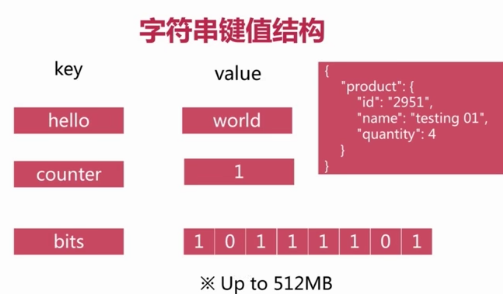 字符串键值结构
key value
hello world
counter 1
bits 1 0 1 1 1 1 0 1
{
"product": {
"id": "2951",
"name": "testing 01",
"quantity": 4
}
}
※ Up to 512MB